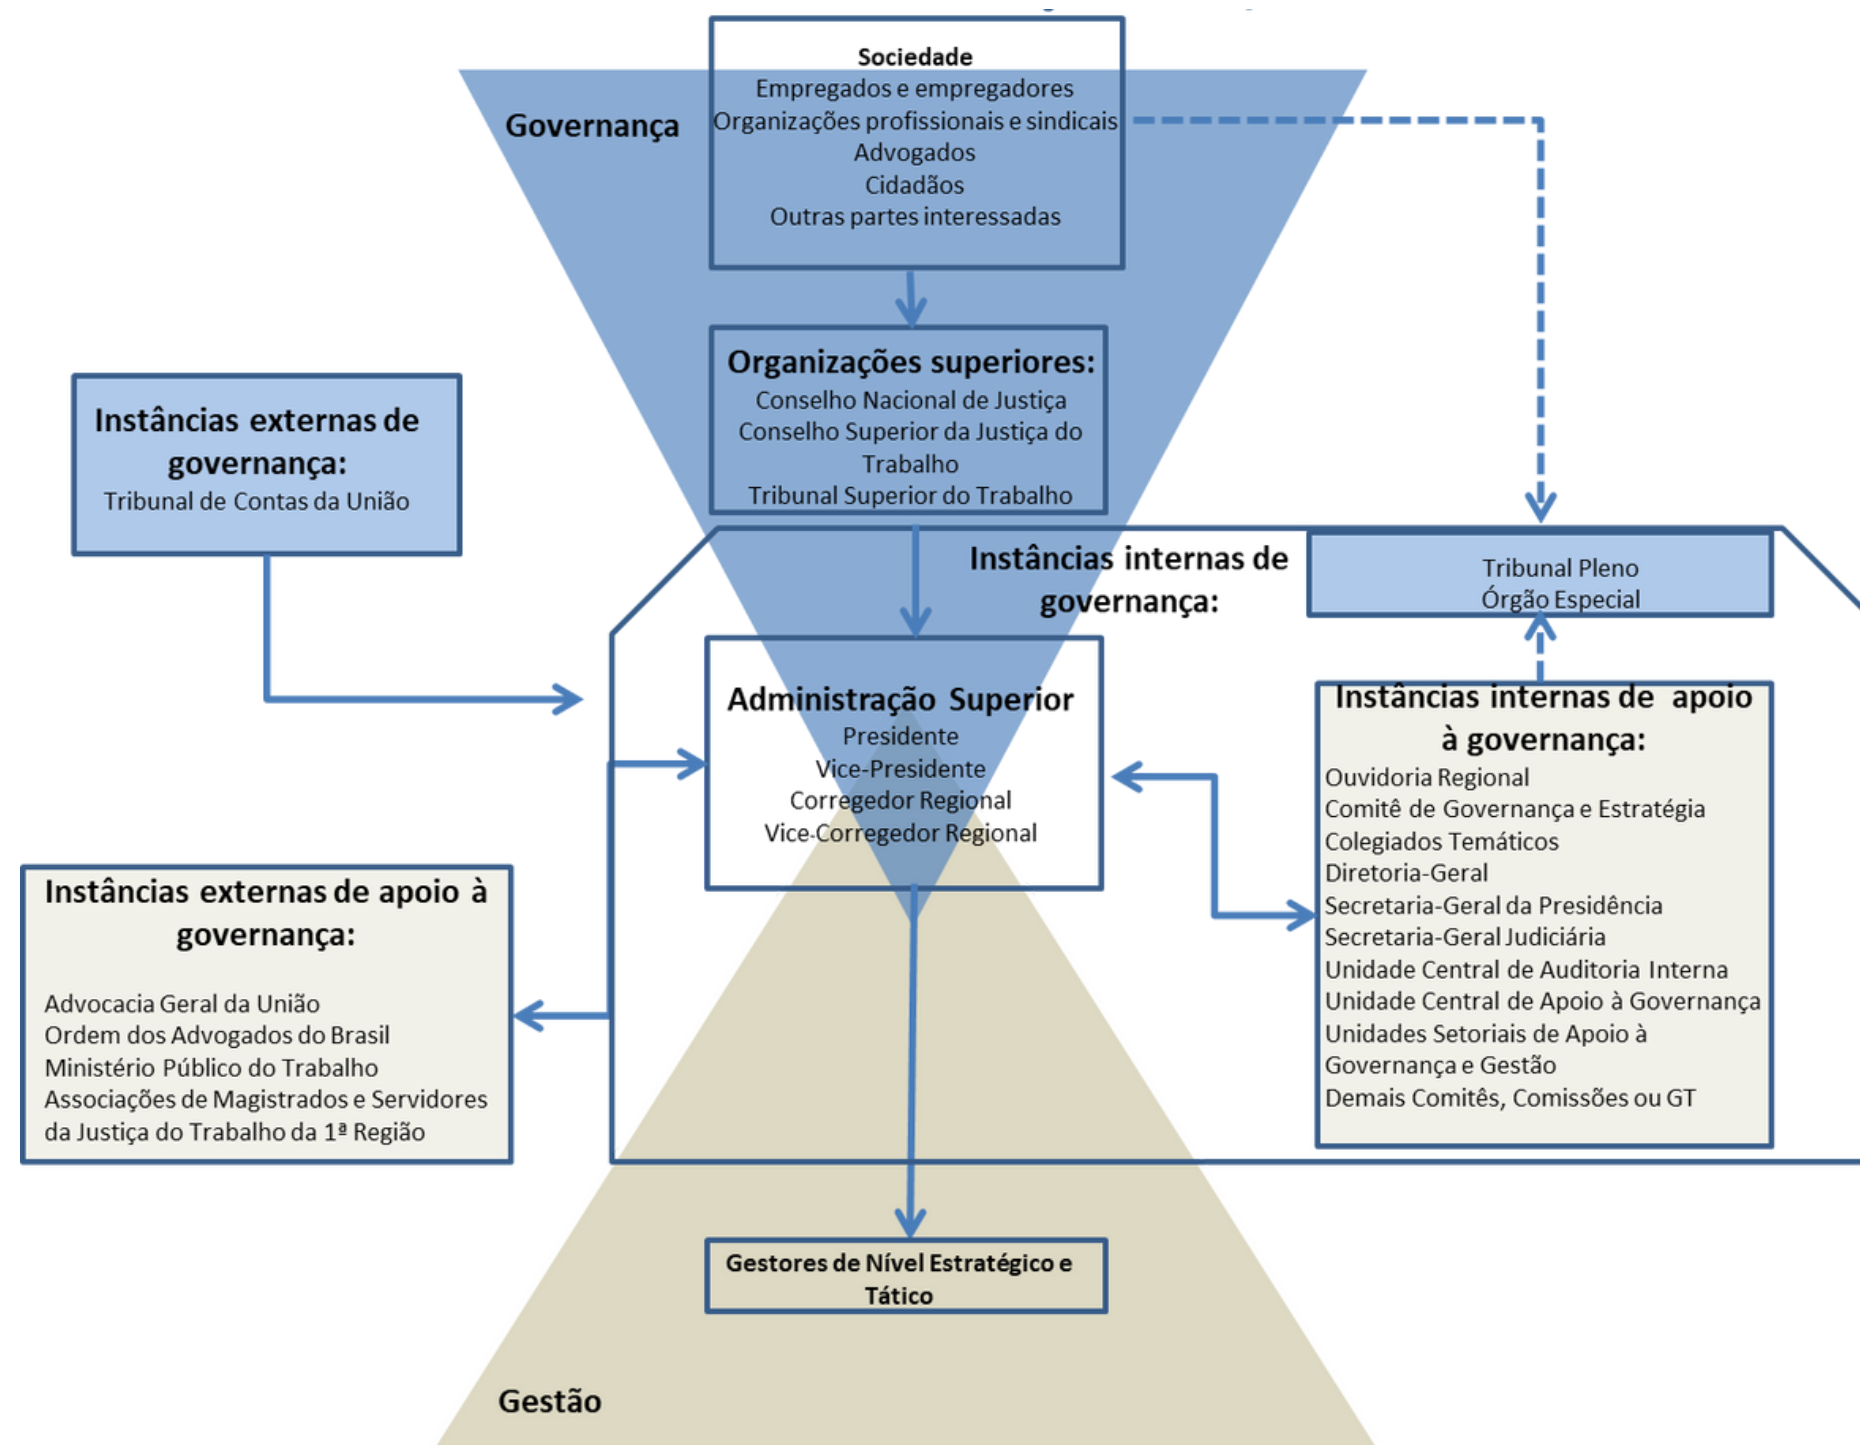 Sociedade
Empregados e empregadores
Organizações profissionais e sindicais
Advogados
Cidadãos
Outras partes interessadas
Governança
Organizações superiores:
Conselho Nacional de Justiça
Conselho Superior da Justiça do
Trabalho
Tribunal Superior do Trabalho
Instâncias externas de
governança:
Tribunal de Contas da União
Instâncias internas de
governança:
Tribunal Pleno
Órgão Especial
Administração Superior
Presidente
Vice-Presidente
Corregedor Regional
Vice-Corregedor Regional
Instâncias internas de apoio
à governança:
Ouvidoria Regional
Comitê de Governança e Estratégia
Colegiados Temáticos
Diretoria-Geral
Secretaria-Geral da Presidência
Secretaria-Geral Judiciária
Unidade Central de Auditoria Interna
Unidade Central de Apoio à Governança
Unidades Setoriais de Apoio à
Governança e Gestão
Demais Comitês, Comissões ou GT
Instâncias externas de apoio à
governança:
Advocacia Geral da União
Ordem dos Advogados do Brasil
Ministério Público do Trabalho
Associações de Magistrados e Servidores
da Justiça do Trabalho da 1ª Região
Gestores de Nível Estratégico e
Tático
Gestão